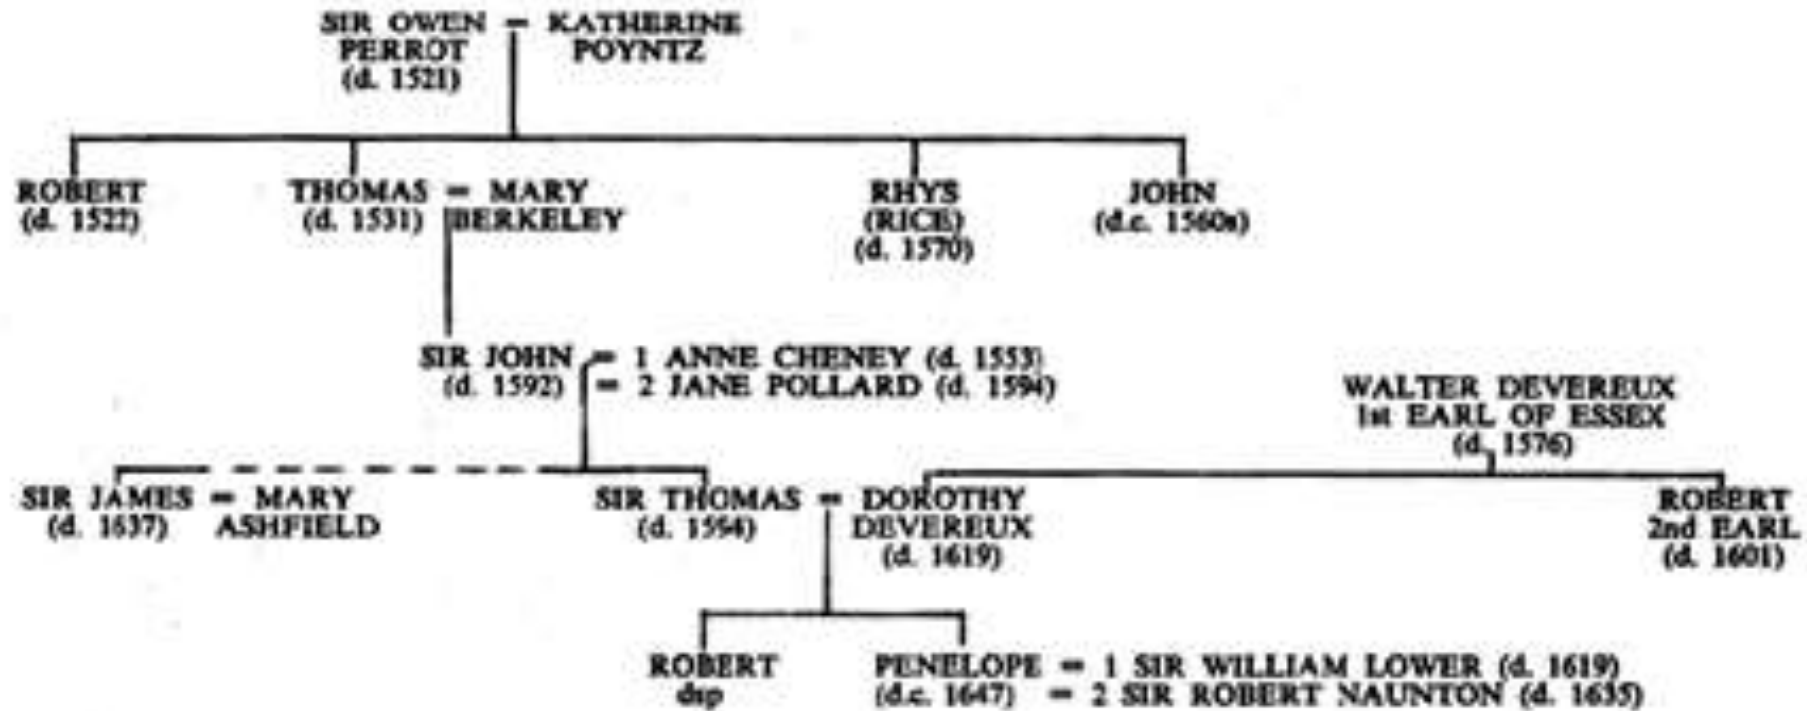 SIR OWEN = KATHERINE
PERROT POYNTZ
(d. 1521)
ROBERT THOMAS = MARY RHYS JOHN
(d. 1522) (d. 1531) BERKELEY (RICE) (d.c. 1560s)
(d. 1570)
SIR JOHN = 1 ANNE CHENEY (d. 1553)
(d. 1592) = 2 JANE POLLARD (d. 1594)
WALTER DEVEREUX
1st EARL OF ESSEX
(d. 1576)
SIR JAMES = MARY SIR THOMAS = DOROTHY ROBERT
(d. 1637) ASHFIELD (d. 1594) DEVEREUX 2nd EARL
(d. 1619) (d. 1601)
ROBERT PENELOPE = 1 SIR WILLIAM LOWER (d. 1619)
dsp (d.c. 1647) = 2 SIR ROBERT NAUNTON (d. 1635)